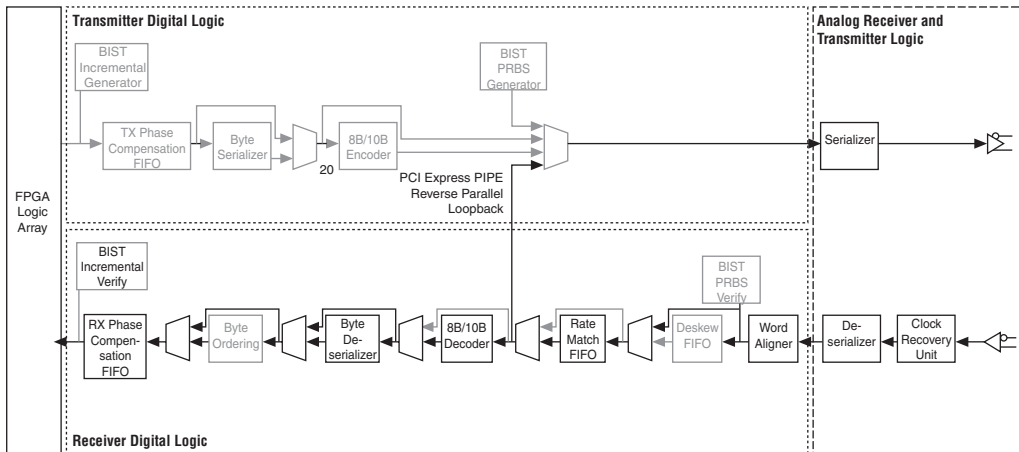 Transmitter Digital Logic
Analog Receiver and
Transmitter Logic
BIST
Incremental
Generator
BIST
PRBS
Generator
TX Phase
Compensation
FIFO
Byte
Serializer
20
8B/10B
Encoder
Serializer
PCI Express PIPE
Reverse Parallel
Loopback
FPGA
Logic
Array
BIST
Incremental
Verify
BIST
PRBS
Verify
RX Phase
Compen-
sation
FIFO
Byte
Ordering
Byte
De-
serializer
8B/10B
Decoder
Rate
Match
FIFO
Deskew
FIFO
Word
Aligner
De-
serializer
Clock
Recovery
Unit
Receiver Digital Logic